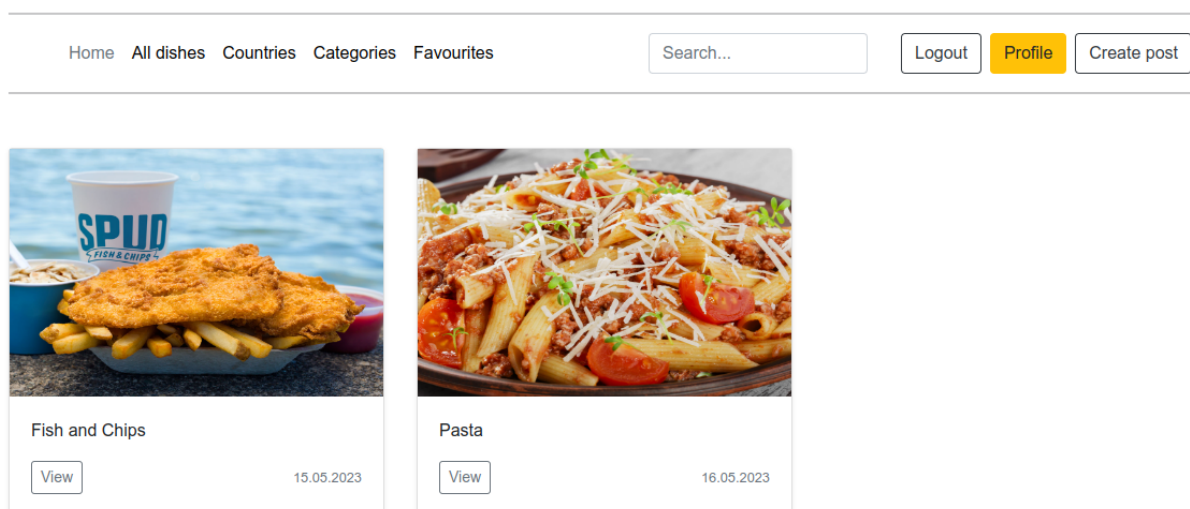 Home All dishes Countries Categories Favourites Search... Logout Profile Create post
SPUD
FISH & CHIPS
Fish and Chips
View 15.05.2023
Pasta
View 16.05.2023